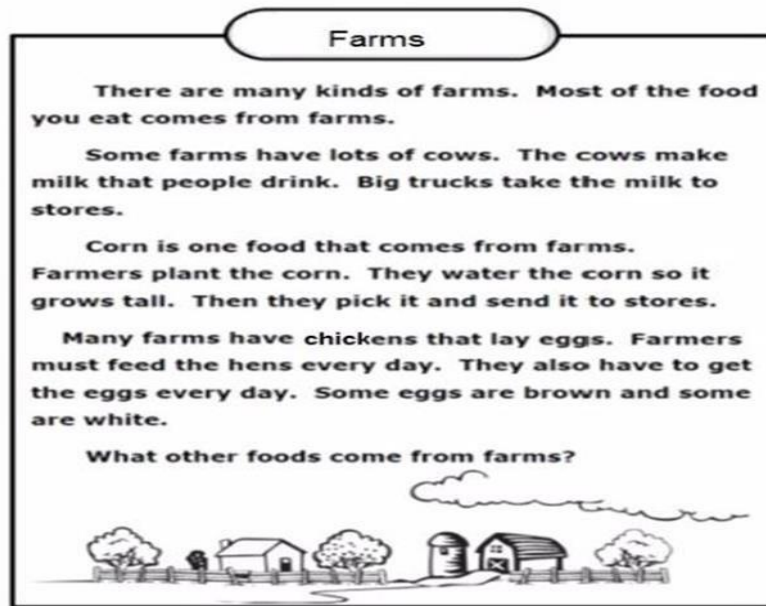 Farms
There are many kinds of farms. Most of the food
you eat comes from farms.
Some farms have lots of cows. The cows make
milk that people drink. Big trucks take the milk to
stores.
Corn is one food that comes from farms.
Farmers plant the corn. They water the corn so it
grows tall. Then they pick it and send it to stores.
Many farms have chickens that lay eggs. Farmers
must feed the hens every day. They also have to get
the eggs every day. Some eggs are brown and some
are white.
What other foods come from farms?